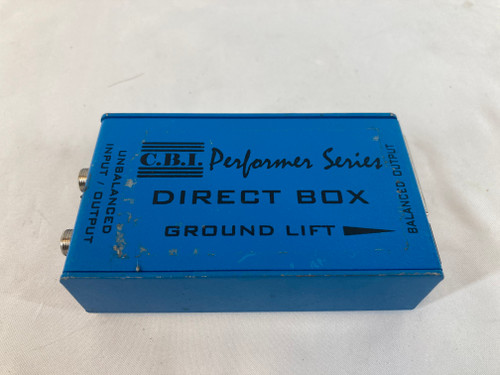 C.B.I. Performer Series
DIRECT BOX
GROUND LIFT
UNBALANCED
INPUT / OUTPUT
BALANCED OUTPUT